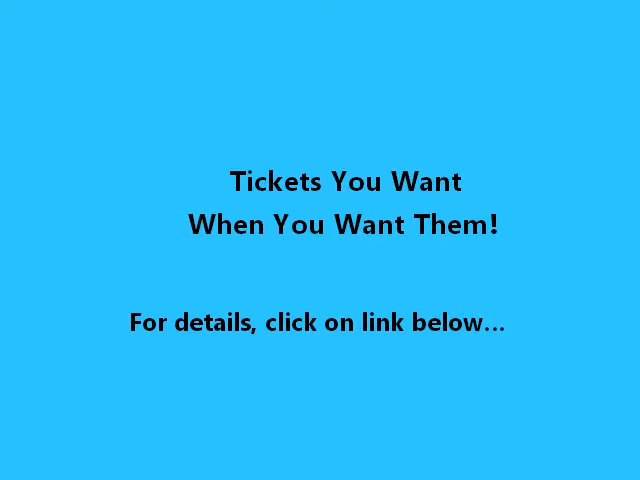 Tickets You Want
When You Want Them!
For details, click on link below...